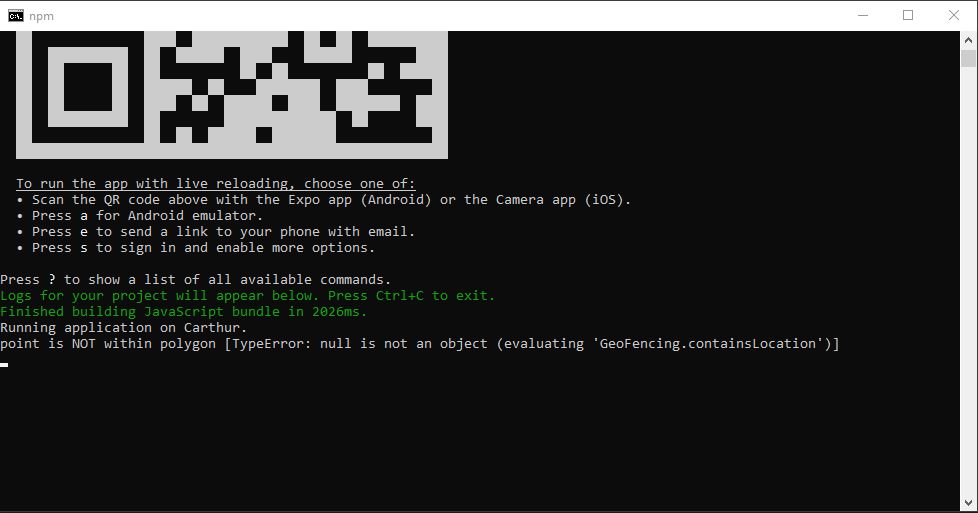 npm
To run the app with live reloading, choose one of:
• Scan the QR code above with the Expo app (Android) or the Camera app (iOS).
• Press a for Android emulator.
• Press e to send a link to your phone with email.
• Press s to sign in and enable more options.
Press ? to show a list of all available commands.
Logs for your project will appear below. Press Ctrl+C to exit.
Finished building JavaScript bundle in 2026ms.
Running application on Carthur.
point is NOT within polygon [TypeError: null is not an object (evaluating 'GeoFencing.containsLocation')]